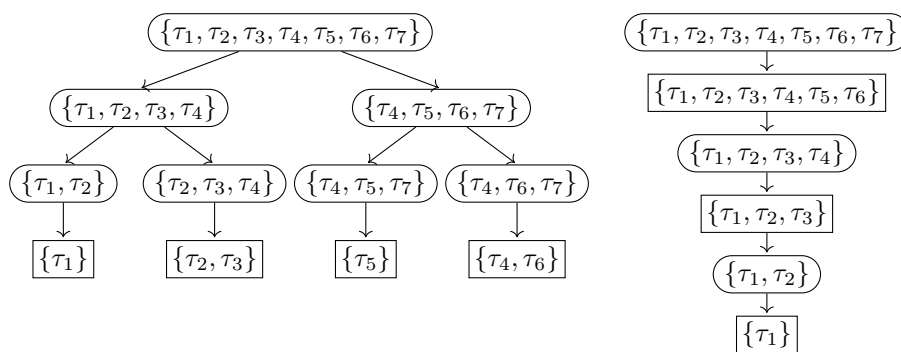 {τ₁, τ₂, τ₃, τ₄, τ₅, τ₆, τ₇}
{τ₁, τ₂, τ₃, τ₄} {τ₄, τ₅, τ₆, τ₇}
{τ₁, τ₂} {τ₂, τ₃, τ₄} {τ₄, τ₅, τ₇} {τ₄, τ₆, τ₇}
{τ₁} {τ₂, τ₃} {τ₅} {τ₄, τ₆}
{τ₁, τ₂, τ₃, τ₄, τ₅, τ₆, τ₇}
{τ₁, τ₂, τ₃, τ₄, τ₅, τ₆}
{τ₁, τ₂, τ₃, τ₄}
{τ₁, τ₂, τ₃}
{τ₁, τ₂}
{τ₁}